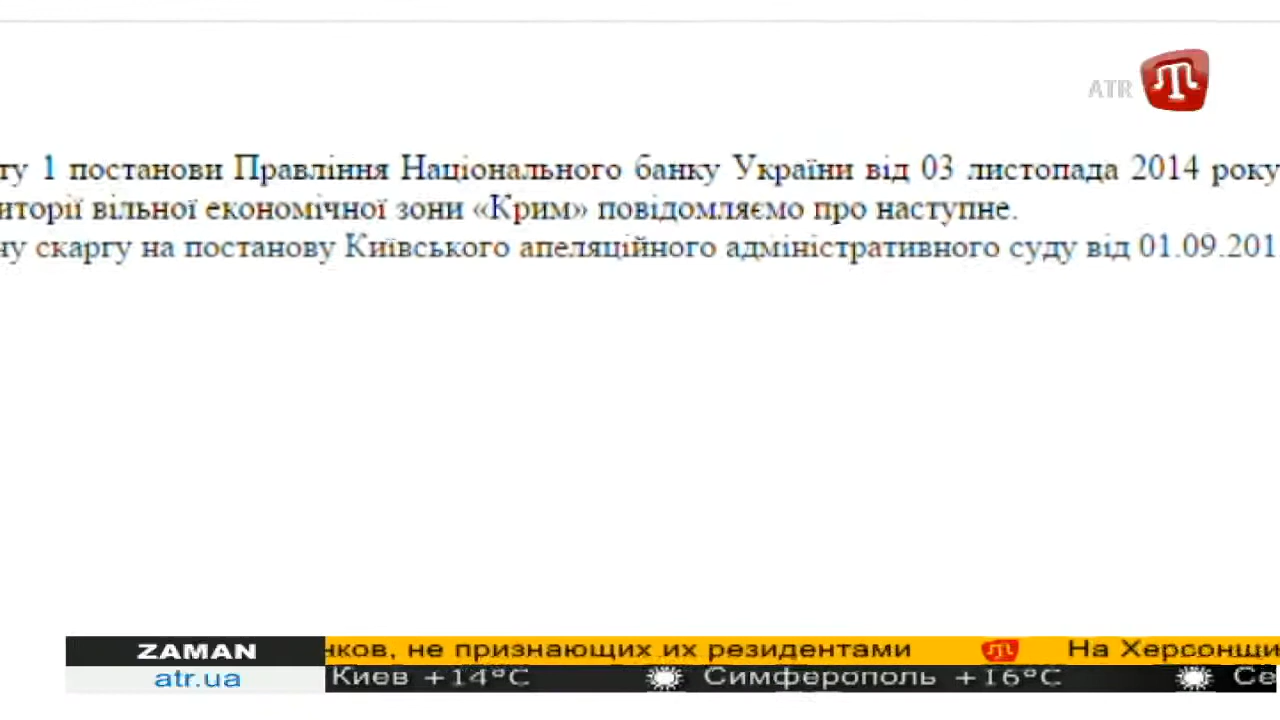 ATR
гу 1 постанови Правління Національного банку України від 03 листопада 2014 року
иторії вільної економічної зони «Крим» повідомляємо про наступне.
ну скаргу на постанову Київського апеляційного адміністративного суду від 01.09.201
ZAMAN
нков, не признающих их резидентами На Херсонщи
atr.ua
Киев +14°C Симферополь +16°C Се